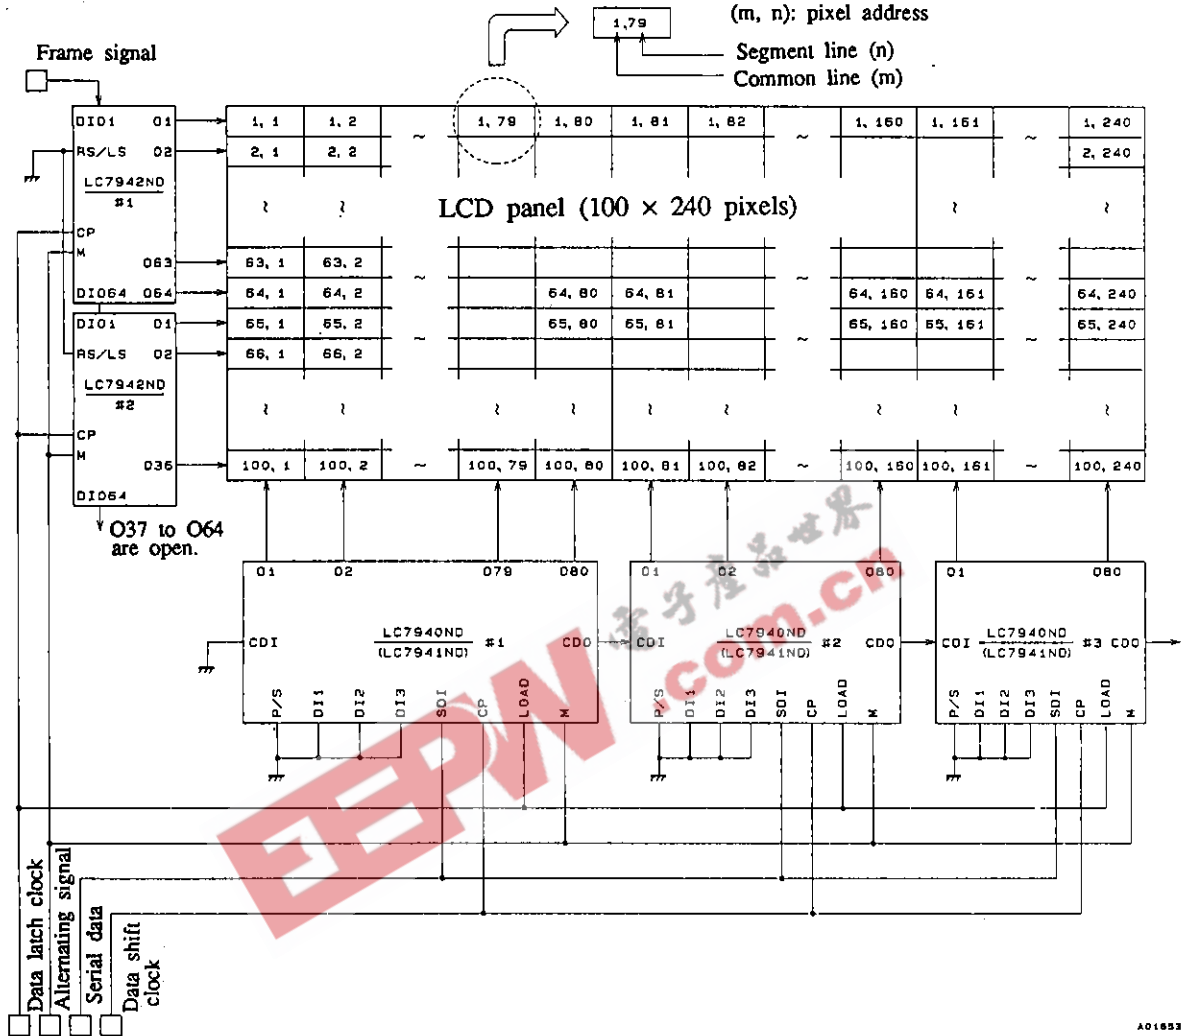 (m, n): pixel address
1,79
Segment line (n)
Common line (m)
Frame signal
DIO1 O1
RS/LS O2
LC7942ND
#1
CP
M
O63
DIO64 O64
DIO1 O1
RS/LS O2
LC7942ND
#2
CP
M
O36
DIO64
O37 to O64
are open.
1, 1 1, 2 ~ 1, 79 1, 80 1, 81 1, 82 1, 160 1, 161 ~ 1, 240
2, 1 2, 2 2, 240
LCD panel (100 × 240 pixels)
63, 1 63, 2 ~
64, 1 64, 2 64, 80 64, 81 64, 160 64, 161 64, 240
65, 1 65, 2 ~ 65, 80 65, 81 ~ 65, 160 65, 161 ~ 65, 240
66, 1 66, 2
100, 1 100, 2 ~ 100, 79 100, 80 100, 81 100, 82 ~ 100, 160 100, 161 ~ 100, 240
O1 O2 O79 O80
CDI LC7940ND (LC7941ND) #1 CDO
P/S DI1 DI2 DI3 SDI CP LOAD M
O1 O2 O80
CDI LC7940ND (LC7941ND) #2 CDO
P/S DI1 DI2 DI3 SDI CP LOAD M
O1 O80
CDI LC7940ND (LC7941ND) #3 CDO
P/S DI1 DI2 DI3 SDI CP LOAD M
電子產品世界
EEPW
.com.cn
Data latch clock
Alternating signal
Serial data
Data shift
clock
A01653